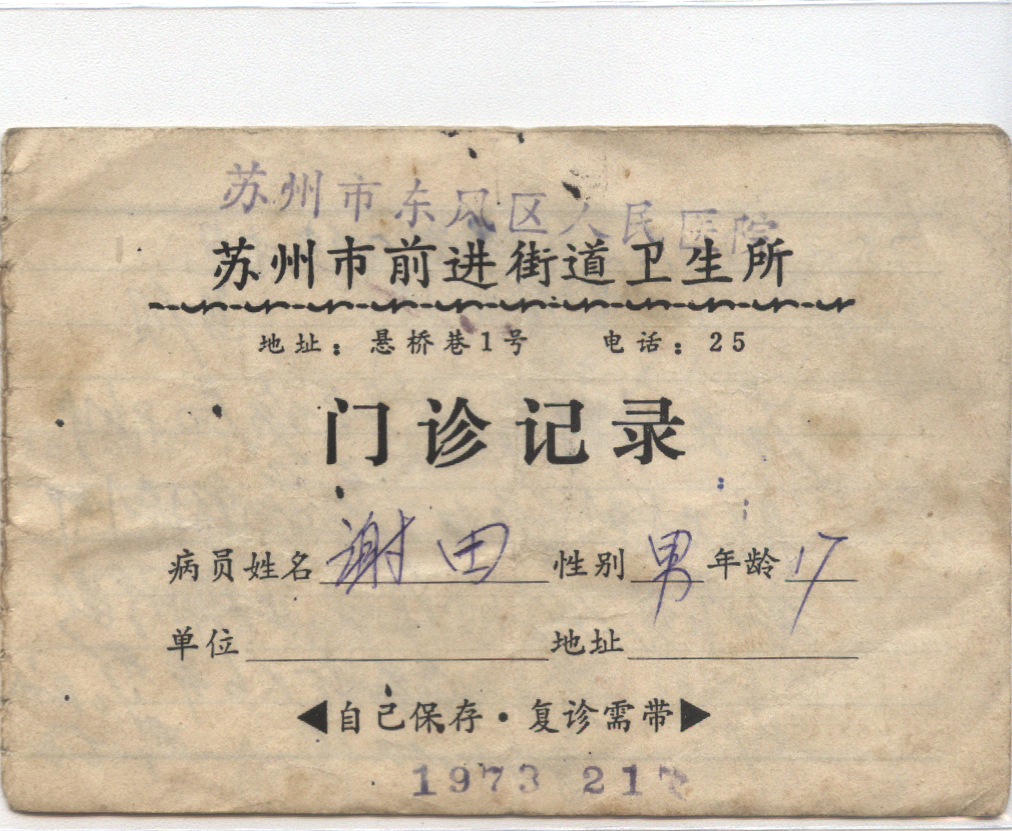 苏州市东风区人民医院
苏州市前进街道卫生所
地址：悬桥巷1号 电话：25
门诊记录
病员姓名 谢田 性别 男 年龄 17
单位 地址
◀自己保存·复诊需带▶
1973 21